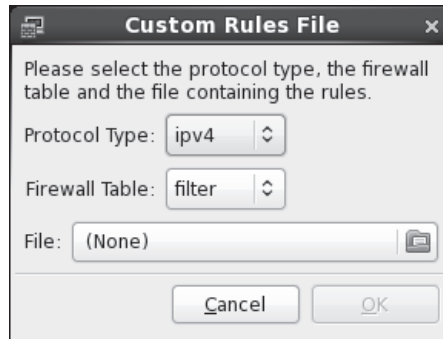 Custom Rules File
Please select the protocol type, the firewall
table and the file containing the rules.
Protocol Type: ipv4
Firewall Table: filter
File: (None)
Cancel OK